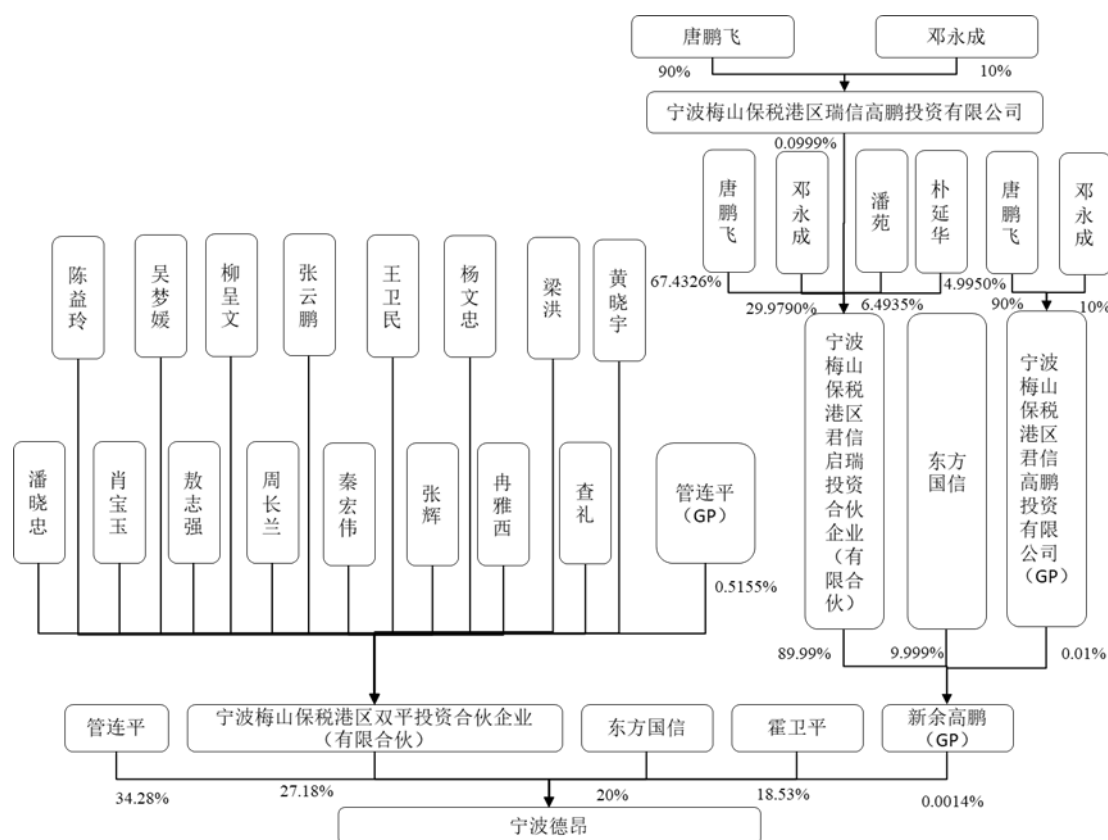 唐鹏飞
邓永成
90%
10%
宁波梅山保税港区瑞信高鹏投资有限公司
0.0999%
唐鹏飞
邓永成
潘苑
朴延华
唐鹏飞
邓永成
67.4326%
29.9790%
6.4935%
4.9950%
90%
10%
陈益玲
吴梦媛
柳呈文
张云鹏
王卫民
杨文忠
梁洪
黄晓宇
潘晓忠
肖宝玉
敖志强
周长兰
秦宏伟
张辉
冉雅西
查礼
管连平
（GP）
0.5155%
宁波
梅山
保税
港区
君信
启瑞
投资
合伙
企业
（有
限合
伙）
东方
国信
宁波
梅山
保税
港区
君信
高鹏
投资
有限
公司
（GP）
89.99%
9.999%
0.01%
管连平
宁波梅山保税港区双平投资合伙企业
（有限合伙）
东方国信
霍卫平
新余高鹏
（GP）
34.28%
27.18%
20%
18.53%
0.0014%
宁波德昂